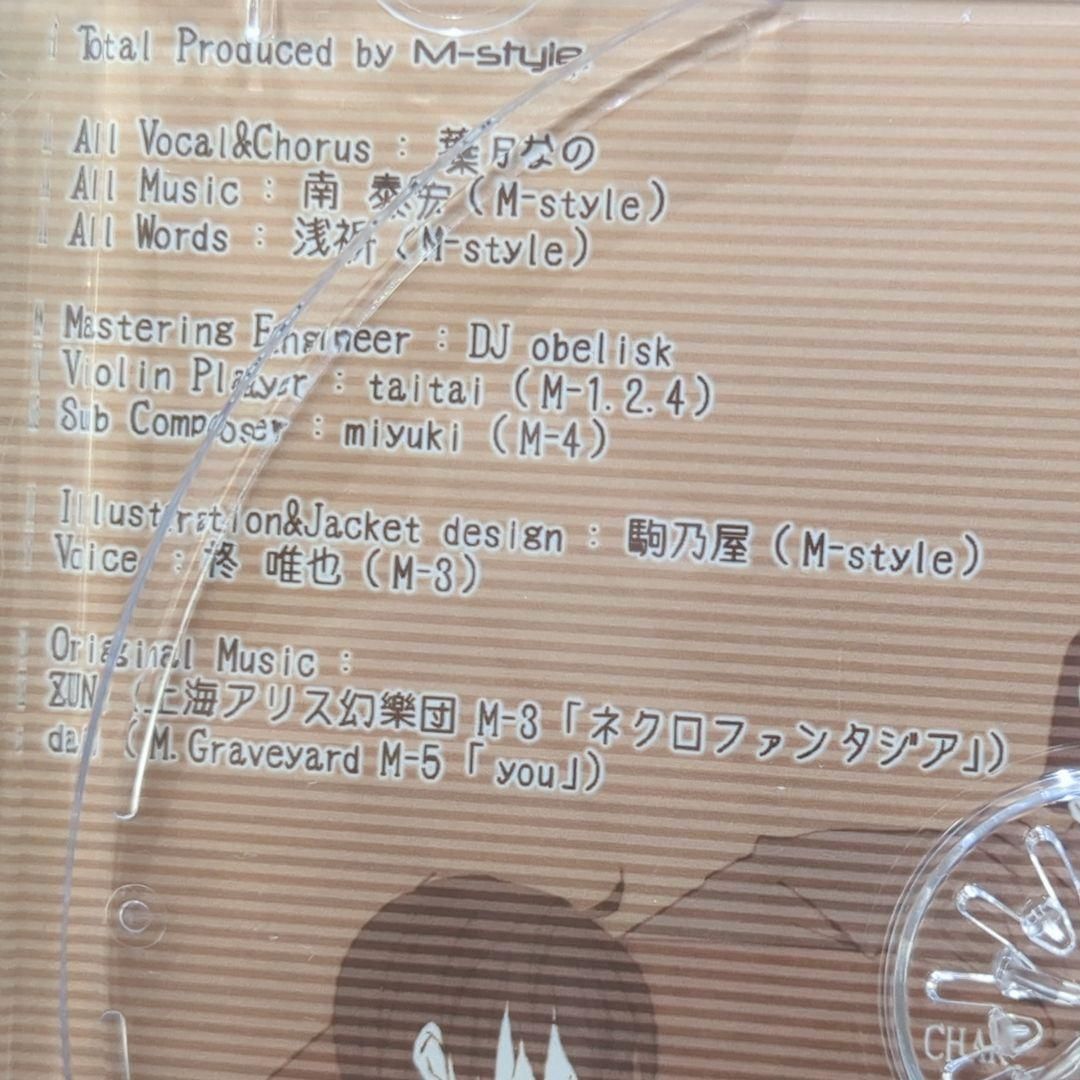 Total Produced by M-style.
All Vocal&Chorus : 葉月なの
All Music : 南 泰宏 (M-style)
All Words : 浅祈 (M-style)
Mastering Engineer : DJ obelisk
Violin Player : taitai (M-1.2.4)
Sub Composer : miyuki (M-4)
Illustration&Jacket design : 駒乃屋 (M-style)
Voice : 柊 唯也 (M-3)
Original Music :
ZUN (上海アリス幻樂団 M-3「ネクロファンタジア」)
(M.Graveyard M-5「you」)